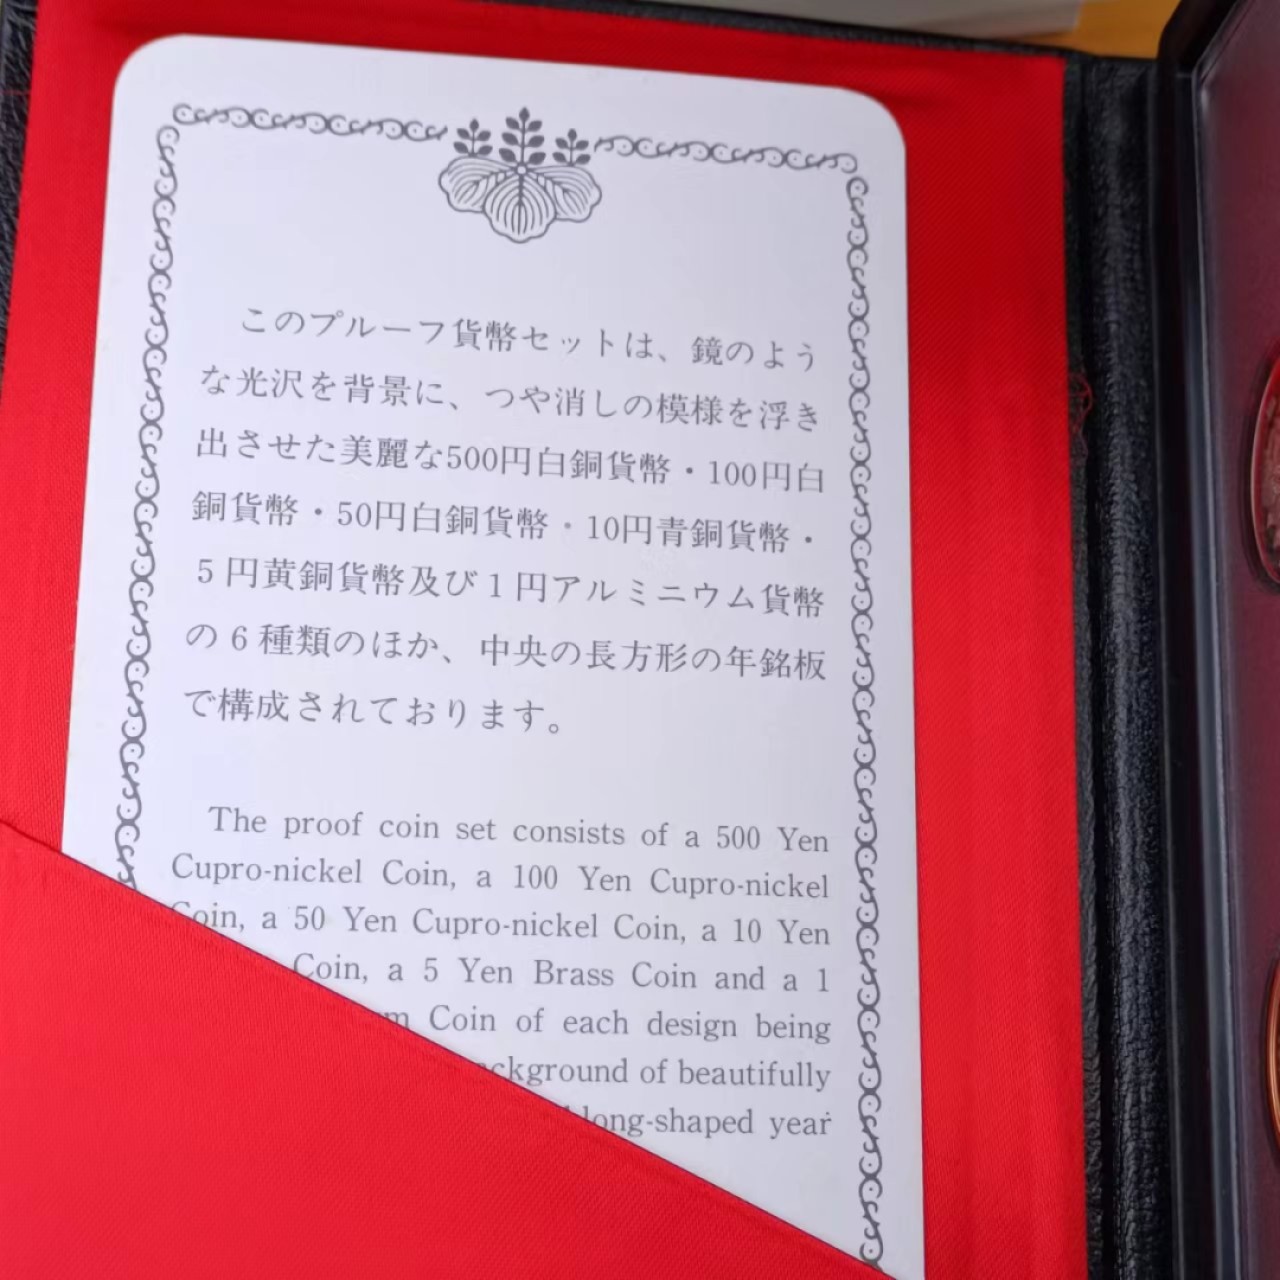 このプルーフ貨幣セットは、鏡のよう
な光沢を背景に、つや消しの模様を浮き
出させた美麗な500円白銅貨幣・100円白
銅貨幣・50円白銅貨幣・10円青銅貨幣・
5円黄銅貨幣及び1円アルミニウム貨幣
の6種類のほか、中央の長方形の年銘板
で構成されております。
The proof coin set consists of a 500 Yen
Cupro-nickel Coin, a 100 Yen Cupro-nickel
Coin, a 50 Yen Cupro-nickel Coin, a 10 Yen
Coin, a 5 Yen Brass Coin and a 1
Coin of each design being
of beautifully
year